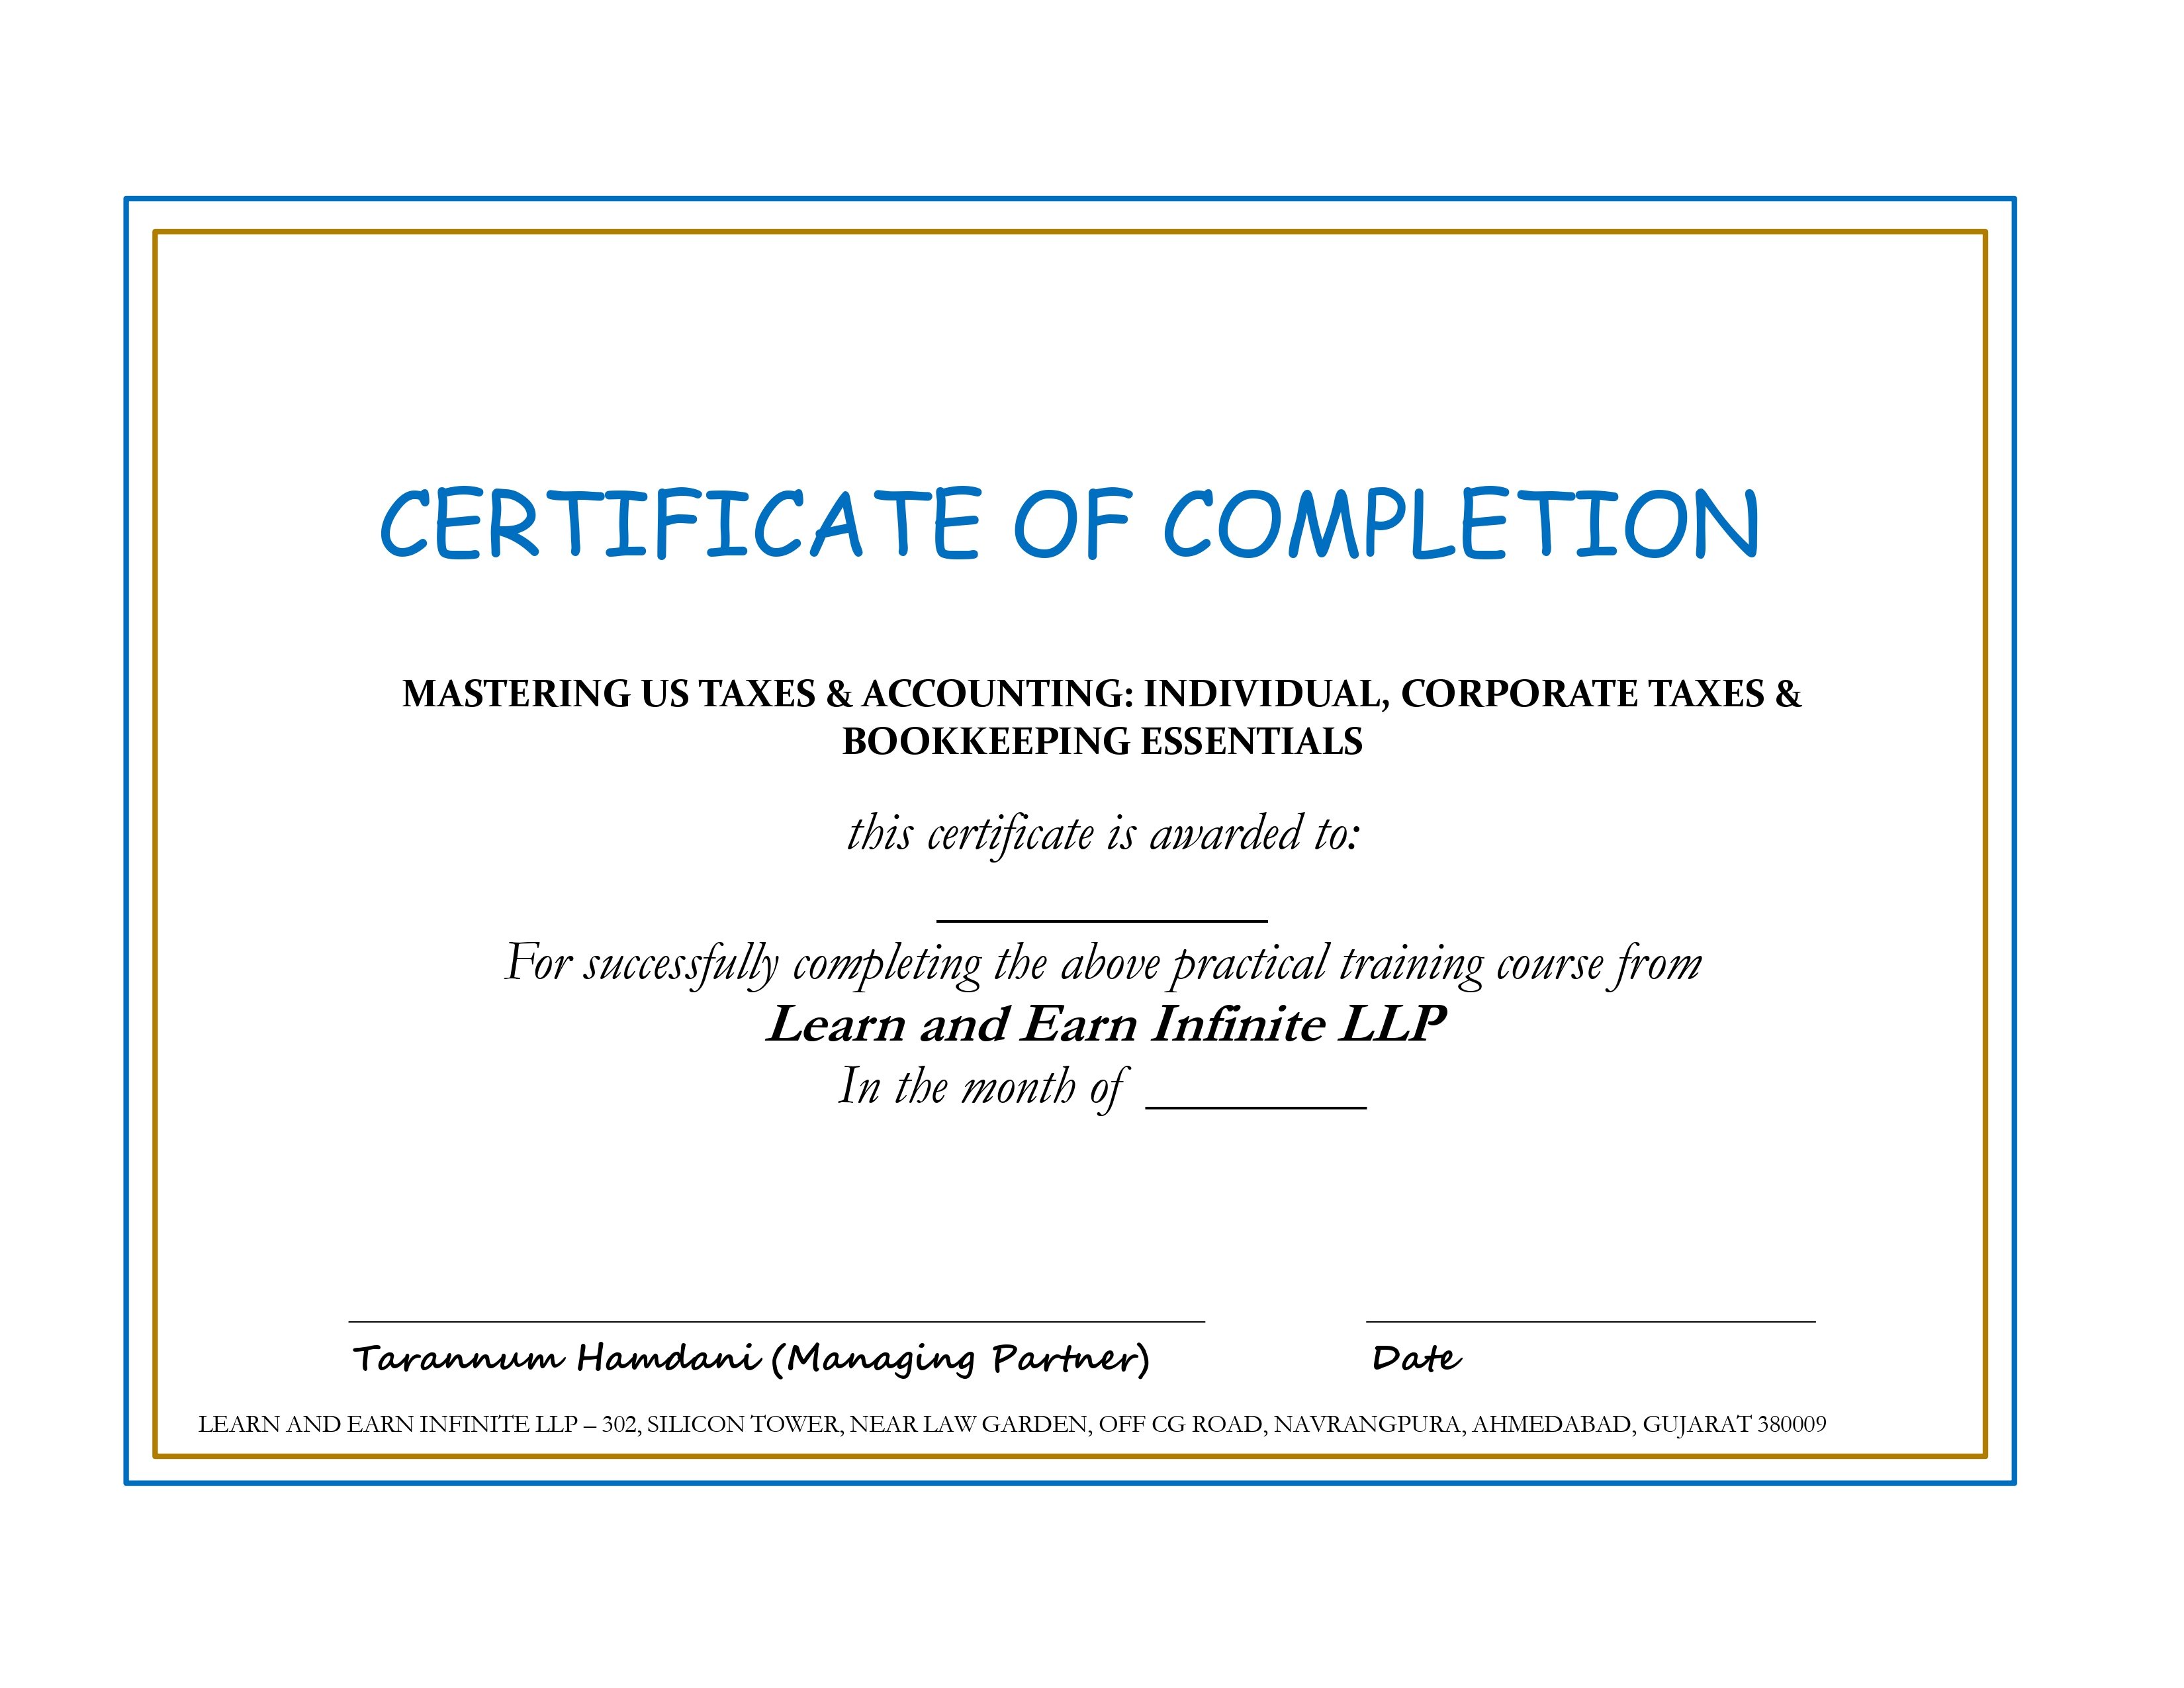 CERTIFICATE OF COMPLETION
MASTERING US TAXES & ACCOUNTING: INDIVIDUAL, CORPORATE TAXES &
BOOKKEEPING ESSENTIALS
this certificate is awarded to:
_______________
For successfully completing the above practical training course from
Learn and Earn Infinite LLP
In the month of __________
Tarannum Hamdani (Managing Partner)
Date
LEARN AND EARN INFINITE LLP – 302, SILICON TOWER, NEAR LAW GARDEN, OFF CG ROAD, NAVRANGPURA, AHMEDABAD, GUJARAT 380009